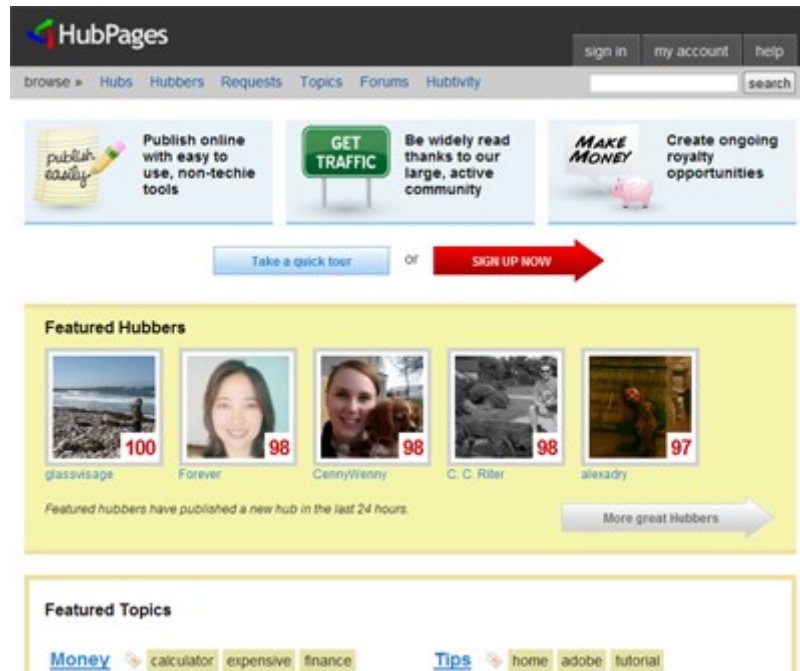 HubPages
sign in my account help
browse » Hubs Hubbers Requests Topics Forums Hubtivity search
publish easily
Publish online
with easy to
use, non-techie
tools
GET
TRAFFIC
Be widely read
thanks to our
large, active
community
MAKE
MONEY
Create ongoing
royalty
opportunities
Take a quick tour or SIGN UP NOW
Featured Hubbers
100 98 98 98 97
glassvisage Forever CennyWenny C. C. Riter alexadry
Featured hubbers have published a new hub in the last 24 hours.
More great Hubbers
Featured Topics
Money calculator expensive finance Tips home adobe tutorial